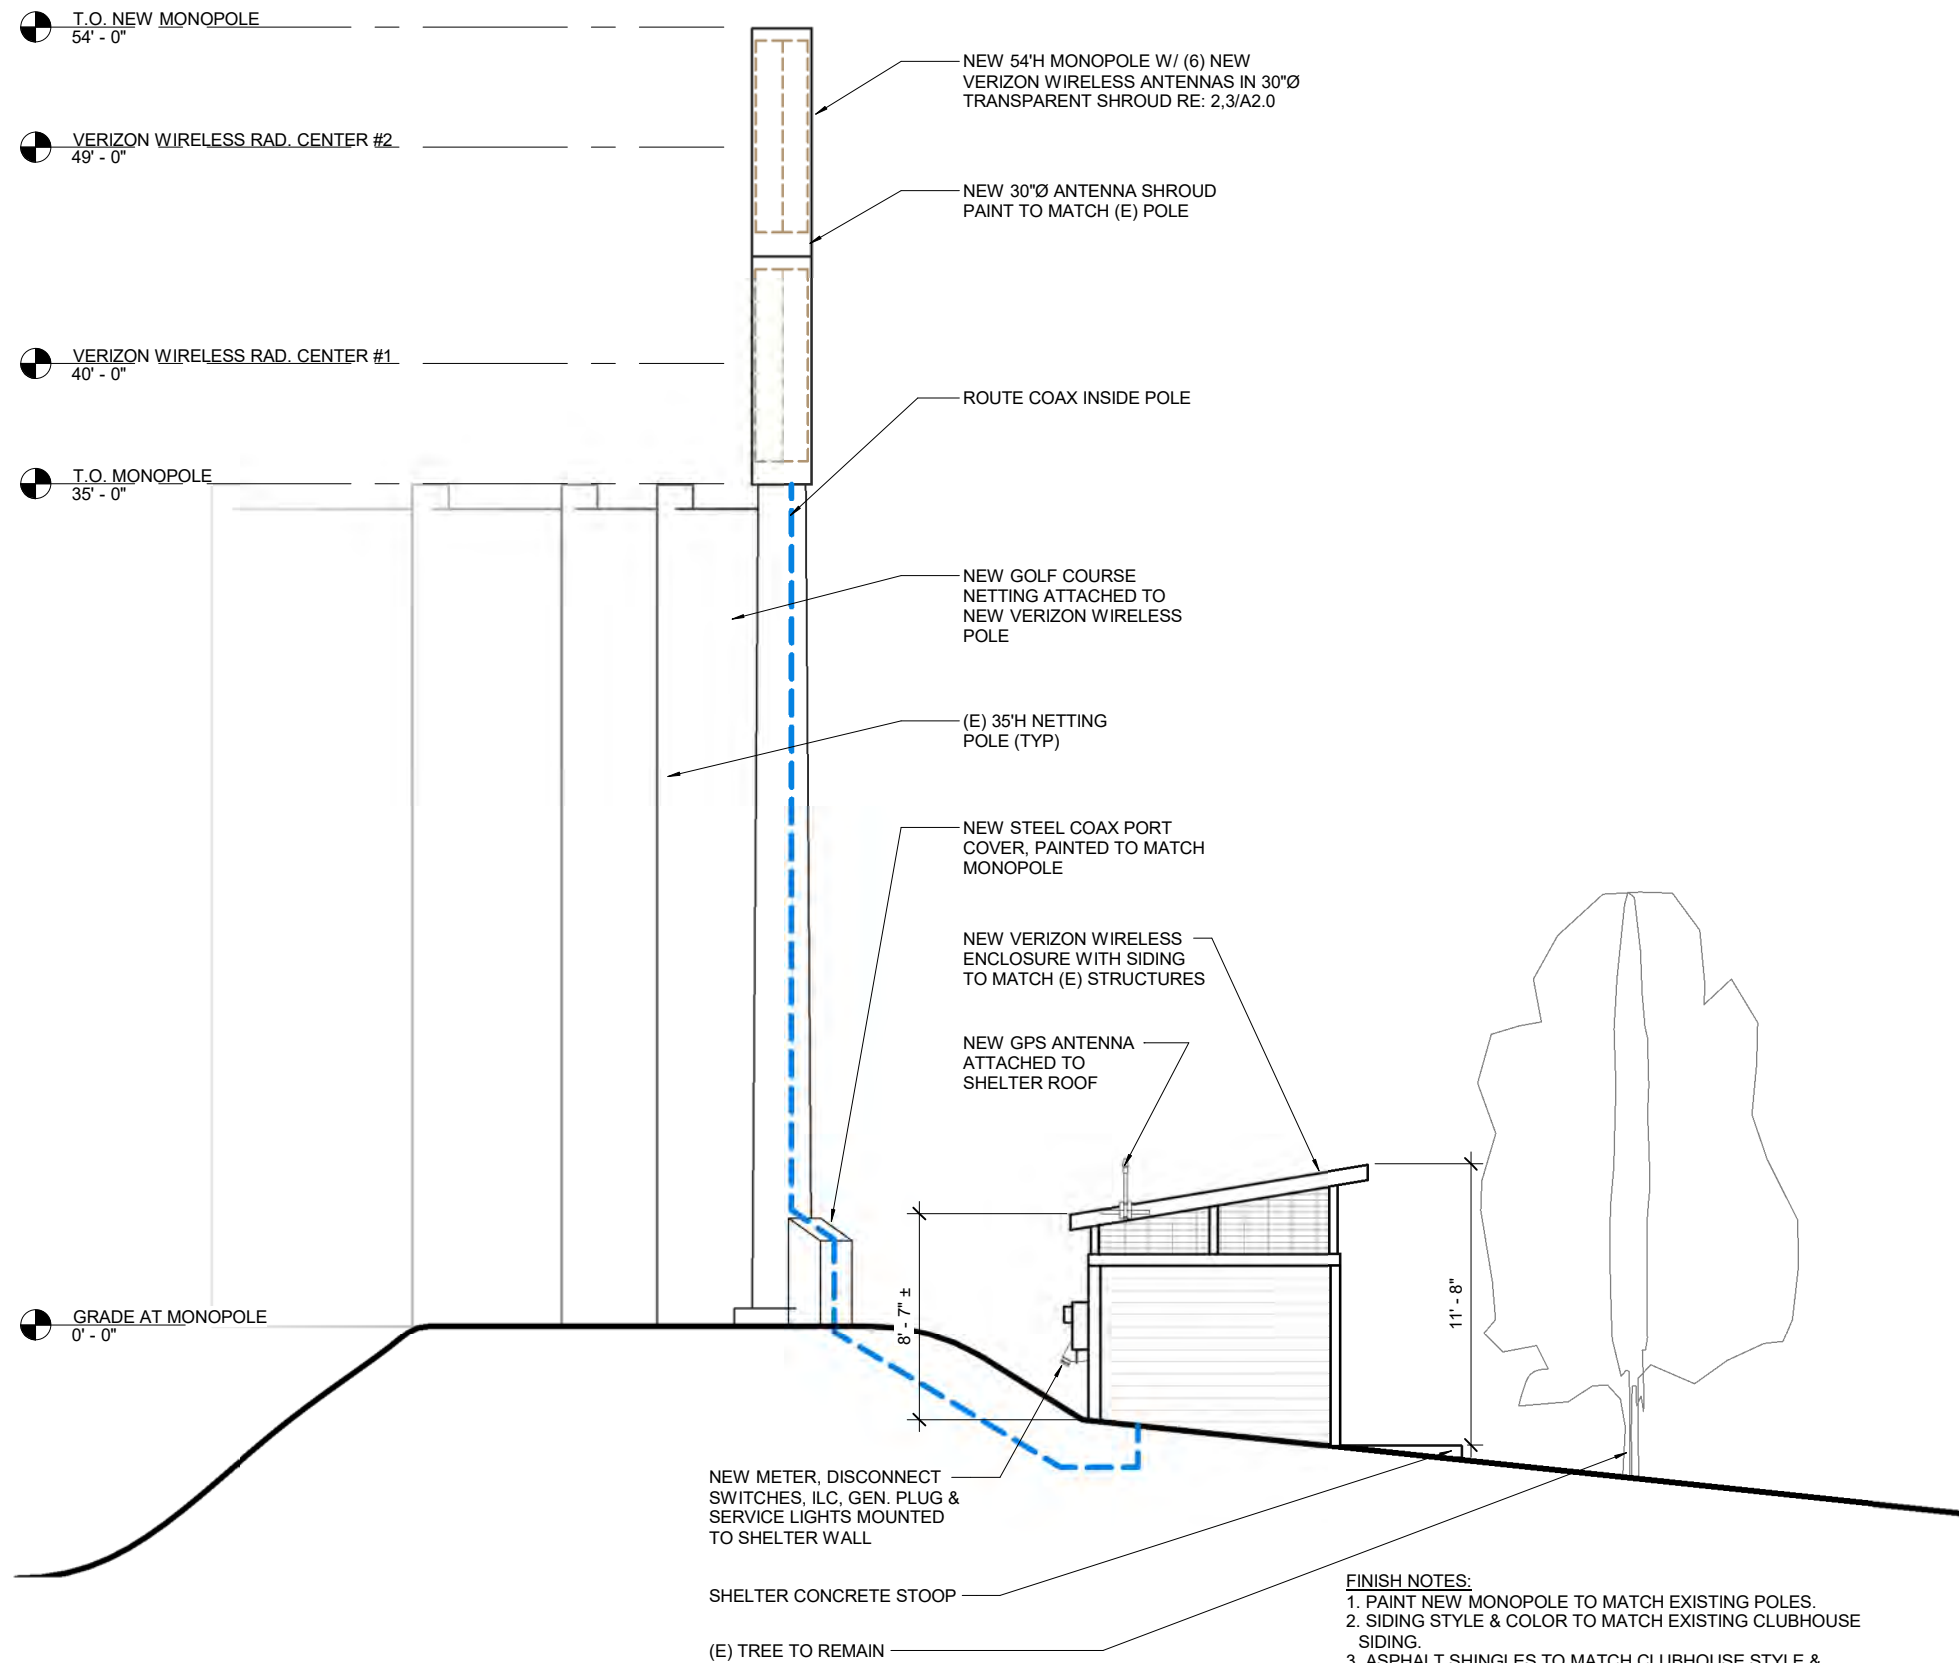 T.O. NEW MONOPOLE
54' - 0"
VERIZON WIRELESS RAD. CENTER #2
49' - 0"
VERIZON WIRELESS RAD. CENTER #1
40' - 0"
T.O. MONOPOLE
35' - 0"
GRADE AT MONOPOLE
0' - 0"
NEW 54'H MONOPOLE W/ (6) NEW
VERIZON WIRELESS ANTENNAS IN 30"Ø
TRANSPARENT SHROUD RE: 2,3/A2.0
NEW 30"Ø ANTENNA SHROUD
PAINT TO MATCH (E) POLE
ROUTE COAX INSIDE POLE
NEW GOLF COURSE
NETTING ATTACHED TO
NEW VERIZON WIRELESS
POLE
(E) 35'H NETTING
POLE (TYP)
NEW STEEL COAX PORT
COVER, PAINTED TO MATCH
MONOPOLE
NEW VERIZON WIRELESS
ENCLOSURE WITH SIDING
TO MATCH (E) STRUCTURES
NEW GPS ANTENNA
ATTACHED TO
SHELTER ROOF
8' - 7" ±
11' - 8"
NEW METER, DISCONNECT
SWITCHES, ILC, GEN. PLUG &
SERVICE LIGHTS MOUNTED
TO SHELTER WALL
SHELTER CONCRETE STOOP
(E) TREE TO REMAIN
FINISH NOTES:
1. PAINT NEW MONOPOLE TO MATCH EXISTING POLES.
2. SIDING STYLE & COLOR TO MATCH EXISTING CLUBHOUSE
SIDING.
3. ASPHALT SHINGLES TO MATCH CLUBHOUSE STYLE &